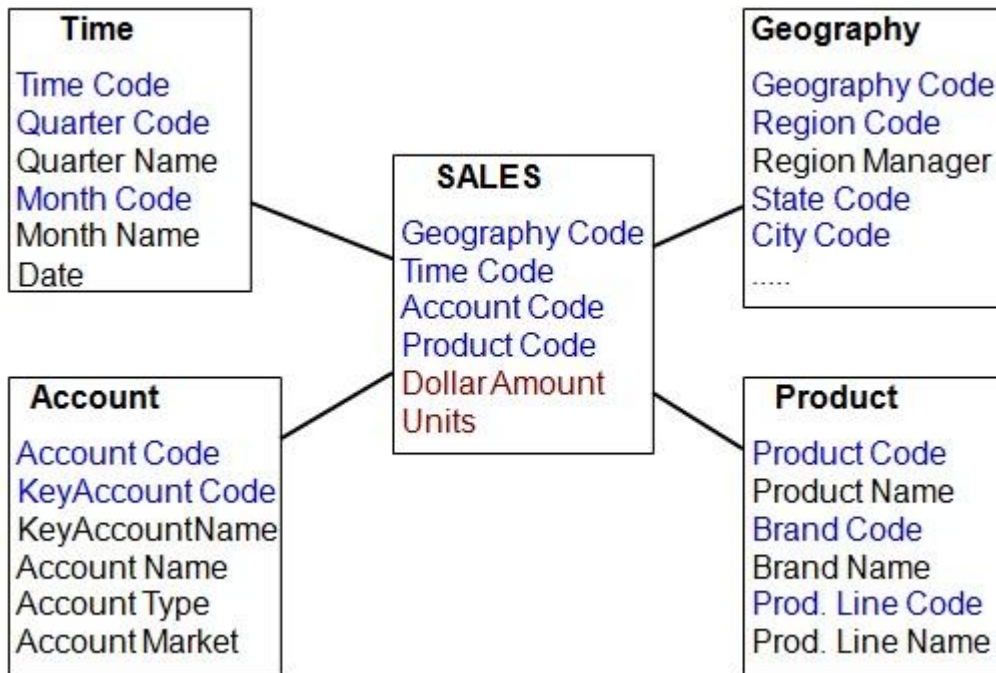 Time
Time Code
Quarter Code
Quarter Name
Month Code
Month Name
Date
Geography
Geography Code
Region Code
Region Manager
State Code
City Code
.....
SALES
Geography Code
Time Code
Account Code
Product Code
Dollar Amount
Units
Account
Account Code
KeyAccount Code
KeyAccountName
Account Name
Account Type
Account Market
Product
Product Code
Product Name
Brand Code
Brand Name
Prod. Line Code
Prod. Line Name